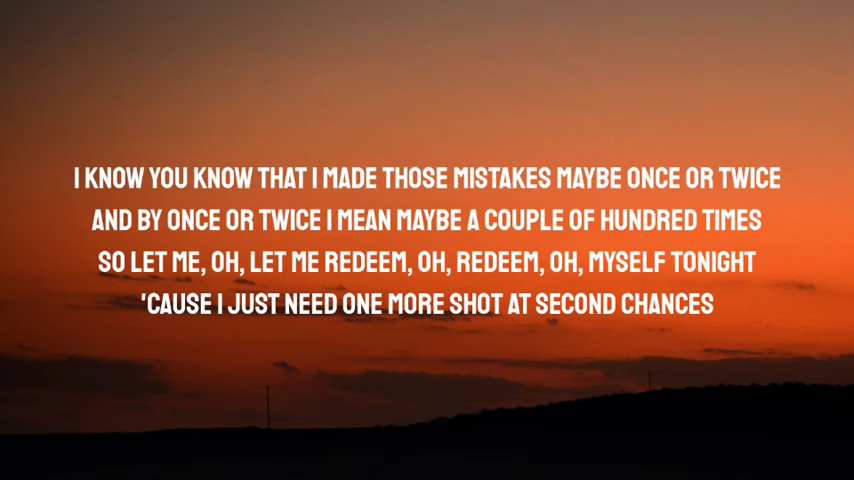 I KNOW YOU KNOW THAT I MADE THOSE MISTAKES MAYBE ONCE OR TWICE
AND BY ONCE OR TWICE I MEAN MAYBE A COUPLE OF HUNDRED TIMES
SO LET ME, OH, LET ME REDEEM, OH, REDEEM, OH, MYSELF TONIGHT
'CAUSE I JUST NEED ONE MORE SHOT AT SECOND CHANCES